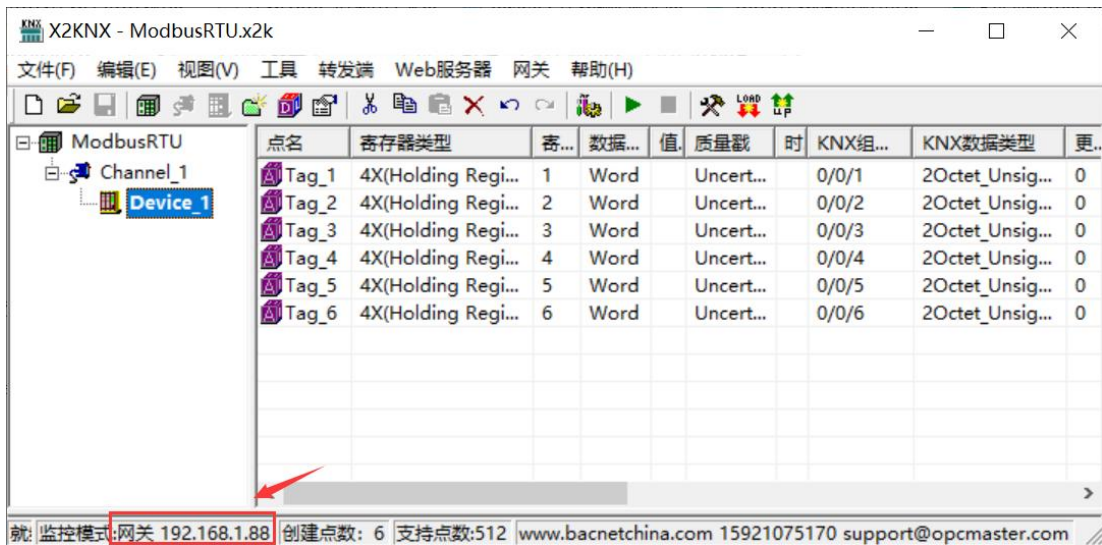 KNX X2KNX - ModbusRTU.x2k
文件(F) 编辑(E) 视图(V) 工具 转发端 Web服务器 网关 帮助(H)
LOAD UP
ModbusRTU
Channel_1
Device_1
点名 寄存器类型 寄... 数据... 值. 质量戳 时 KNX组... KNX数据类型 更..
Tag_1 4X(Holding Regi... 1 Word Uncert... 0/0/1 2Octet_Unsig... 0
Tag_2 4X(Holding Regi... 2 Word Uncert... 0/0/2 2Octet_Unsig... 0
Tag_3 4X(Holding Regi... 3 Word Uncert... 0/0/3 2Octet_Unsig... 0
Tag_4 4X(Holding Regi... 4 Word Uncert... 0/0/4 2Octet_Unsig... 0
Tag_5 4X(Holding Regi... 5 Word Uncert... 0/0/5 2Octet_Unsig... 0
Tag_6 4X(Holding Regi... 6 Word Uncert... 0/0/6 2Octet_Unsig... 0
就 监控模式:网关 192.168.1.88 创建点数: 6 支持点数:512 www.bacnetchina.com 15921075170 support@opcmaster.com